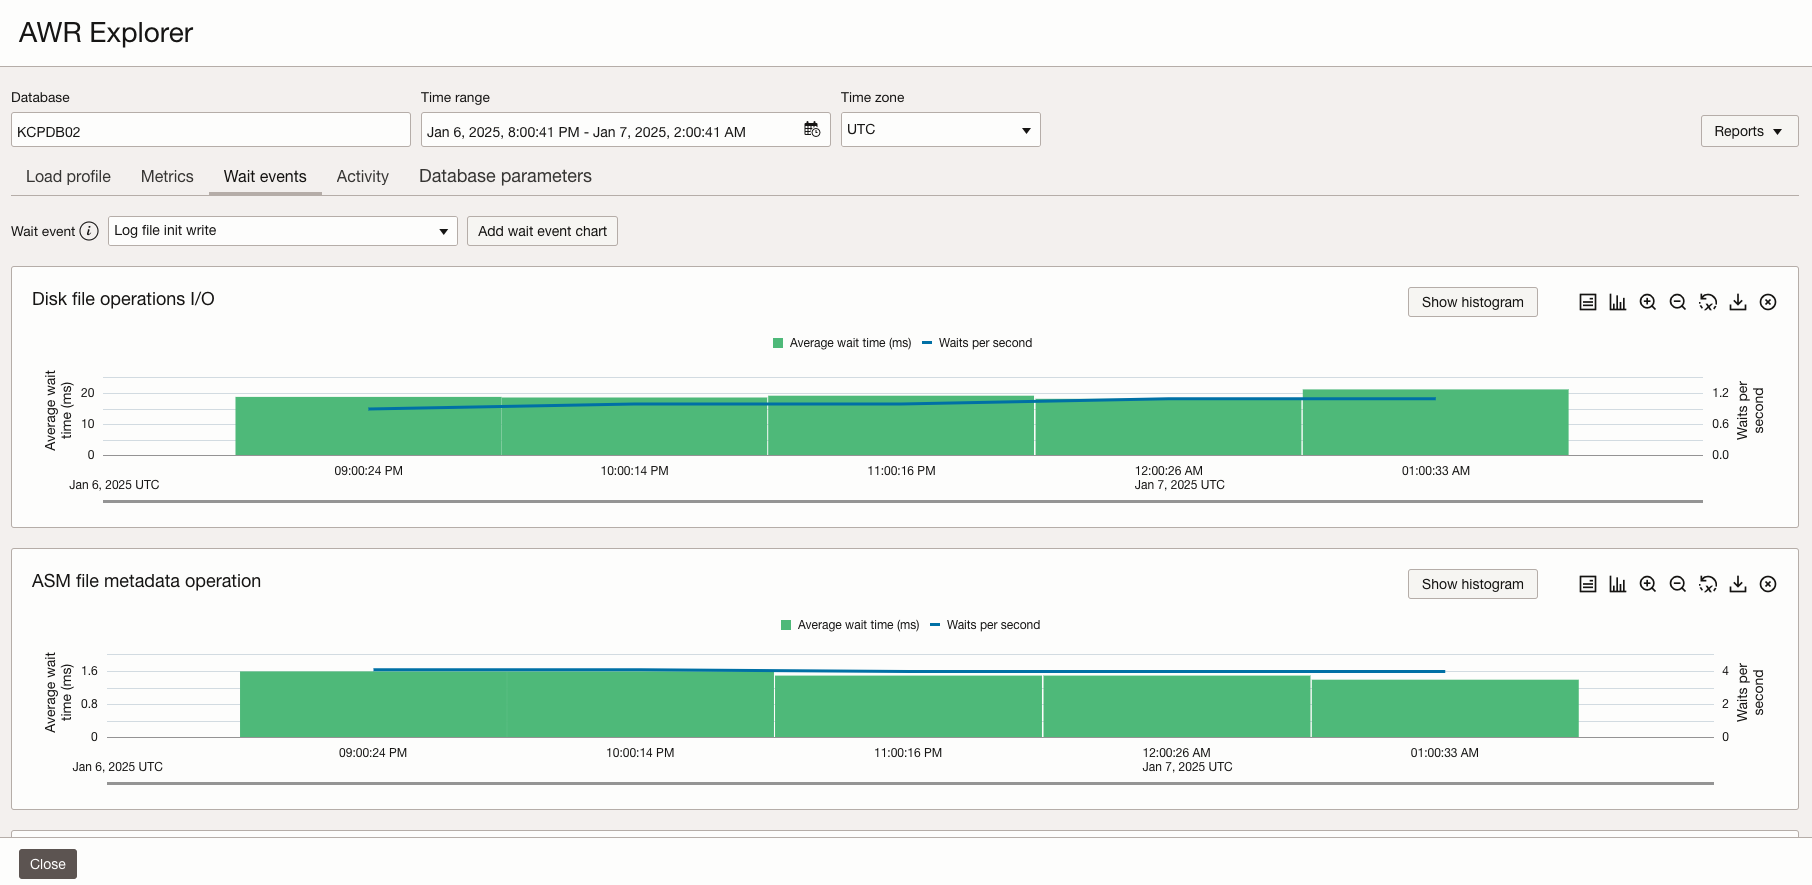 AWR Explorer
Database
Time range
Time zone
KCPDB02
Jan 6, 2025, 8:00:41 PM - Jan 7, 2025, 2:00:41 AM
UTC
Reports
Load profile
Metrics
Wait events
Activity
Database parameters
Wait event
i
Log file init write
Add wait event chart
Disk file operations I/O
Show histogram
Average wait time (ms)
Waits per second
Average wait
time (ms)
20
10
0
1.2
0.6
0.0
Waits per
second
09:00:24 PM
10:00:14 PM
11:00:16 PM
12:00:26 AM
01:00:33 AM
Jan 6, 2025 UTC
Jan 7, 2025 UTC
ASM file metadata operation
Show histogram
Average wait time (ms)
Waits per second
Average wait
time (ms)
1.6
0.8
0
4
2
0
Waits per
second
09:00:24 PM
10:00:14 PM
11:00:16 PM
12:00:26 AM
01:00:33 AM
Jan 6, 2025 UTC
Jan 7, 2025 UTC
Close